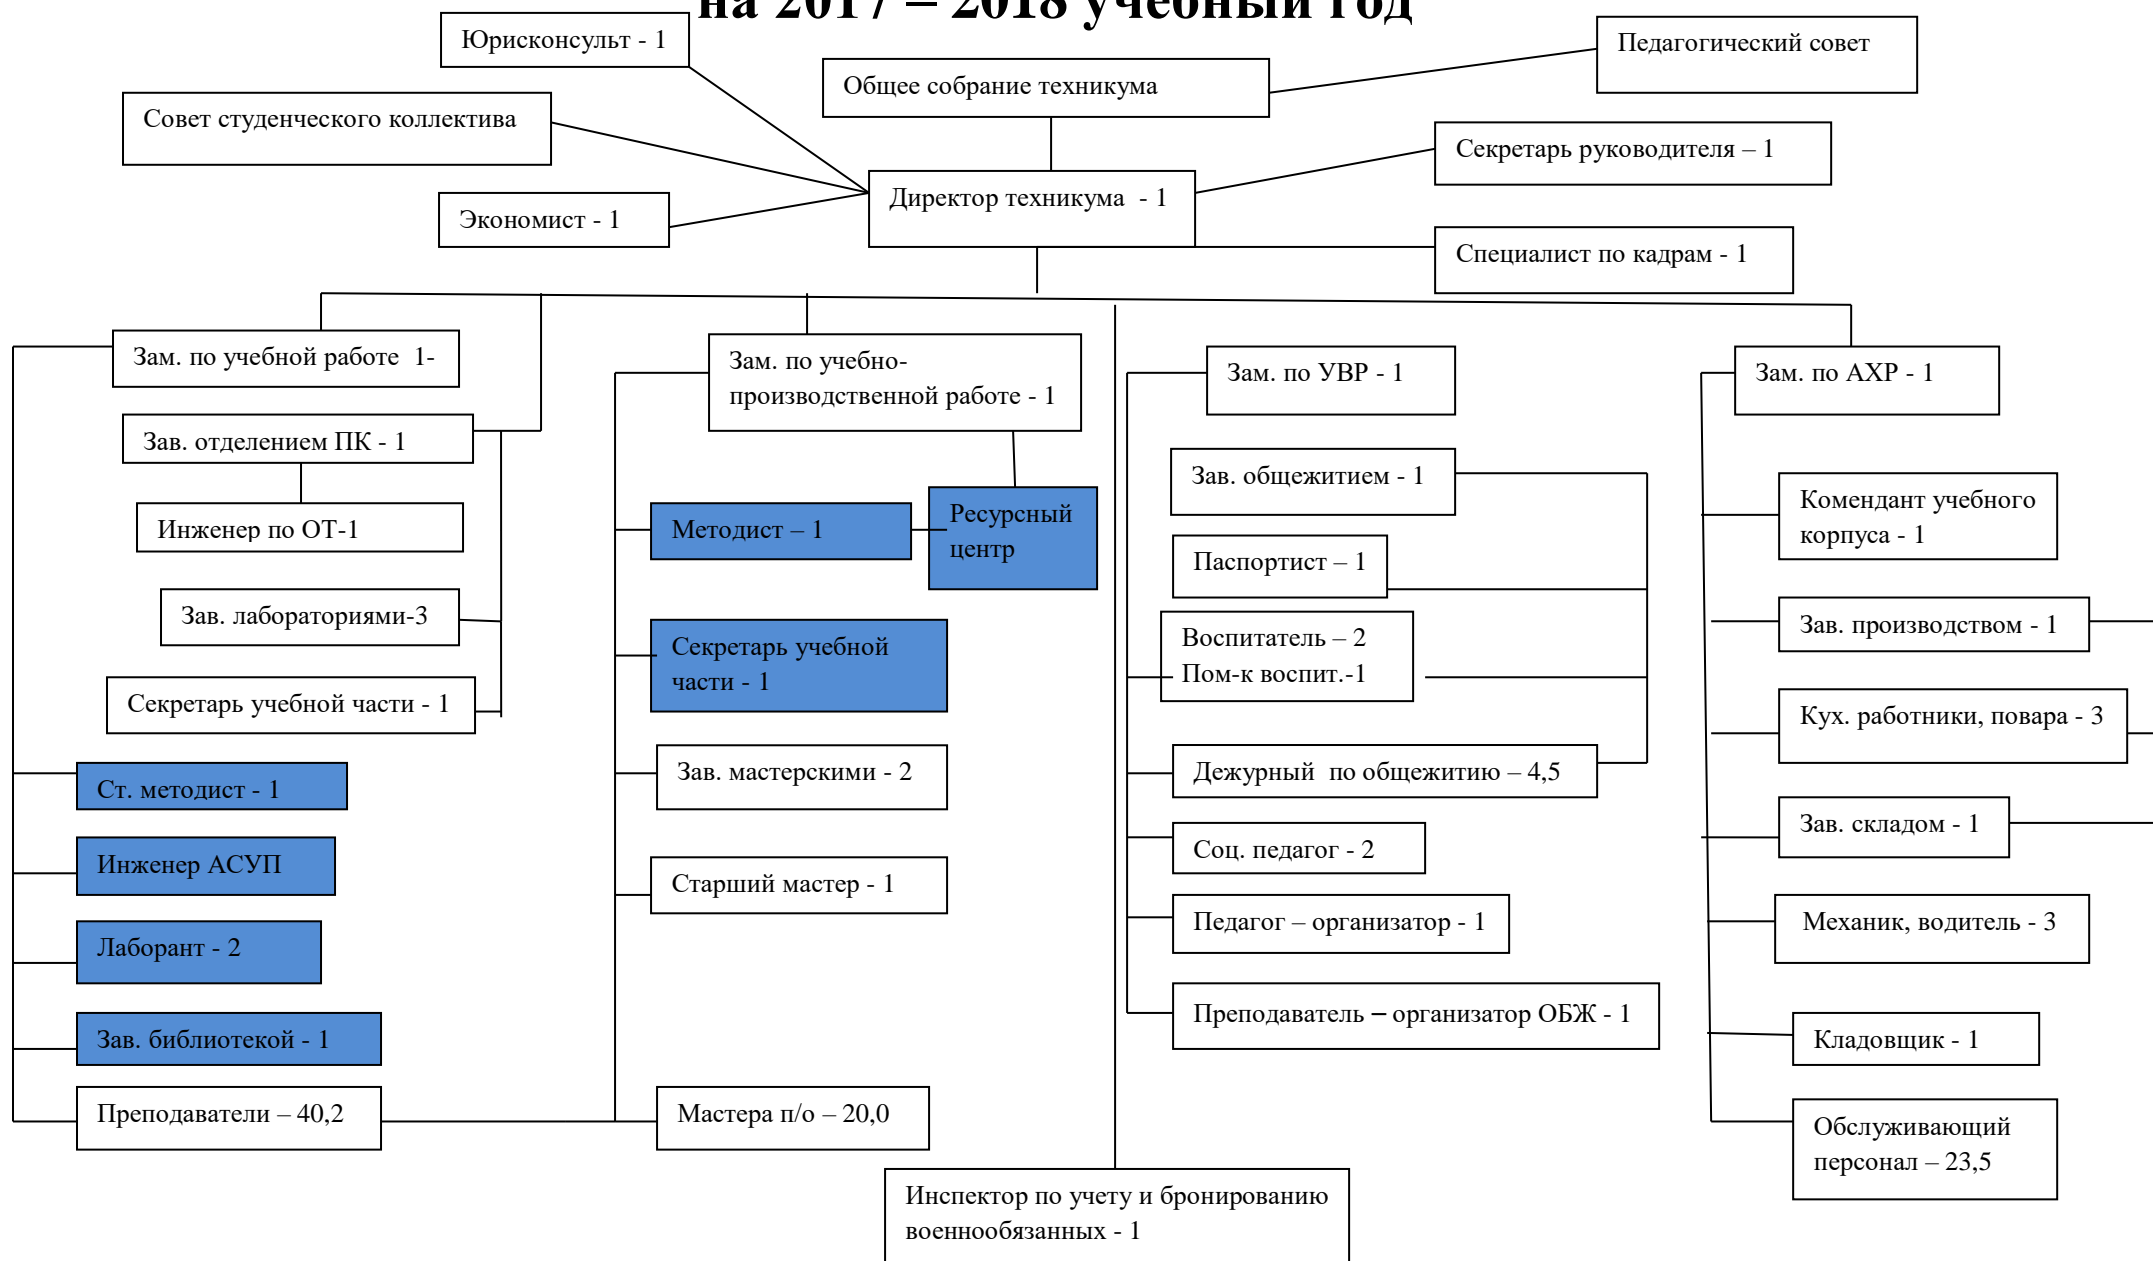 на 2017 – 2018 учебный год
Юрисконсульт - 1
Педагогический совет
Общее собрание техникума
Совет студенческого коллектива
Секретарь руководителя – 1
Директор техникума - 1
Экономист - 1
Специалист по кадрам - 1
Зам. по учебной работе 1-
Зав. отделением ПК - 1
Инженер по ОТ-1
Зав. лабораториями-3
Секретарь учебной части - 1
Ст. методист - 1
Инженер АСУП
Лаборант - 2
Зав. библиотекой - 1
Преподаватели – 40,2
Зам. по учебно-
производственной работе - 1
Методист – 1
Ресурсный
центр
Секретарь учебной
части - 1
Зав. мастерскими - 2
Старший мастер - 1
Мастера п/о – 20,0
Зам. по УВР - 1
Зав. общежитием - 1
Паспортист – 1
Воспитатель – 2
Пом-к воспит.-1
Дежурный по общежитию – 4,5
Соц. педагог - 2
Педагог – организатор - 1
Преподаватель – организатор ОБЖ - 1
Зам. по АХР - 1
Комендант учебного
корпуса - 1
Зав. производством - 1
Кух. работники, повара - 3
Зав. складом - 1
Механик, водитель - 3
Кладовщик - 1
Обслуживающий
персонал – 23,5
Инспектор по учету и бронированию
военнообязанных - 1